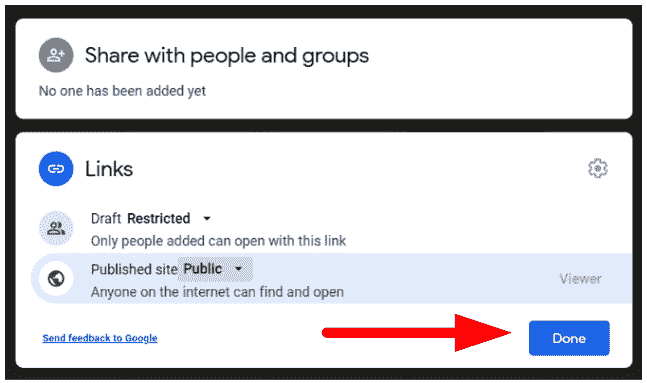 Share with people and groups
No one has been added yet
Links
Draft Restricted
Only people added can open with this link
Published site Public
Anyone on the internet can find and open
Viewer
Send feedback to Google
Done